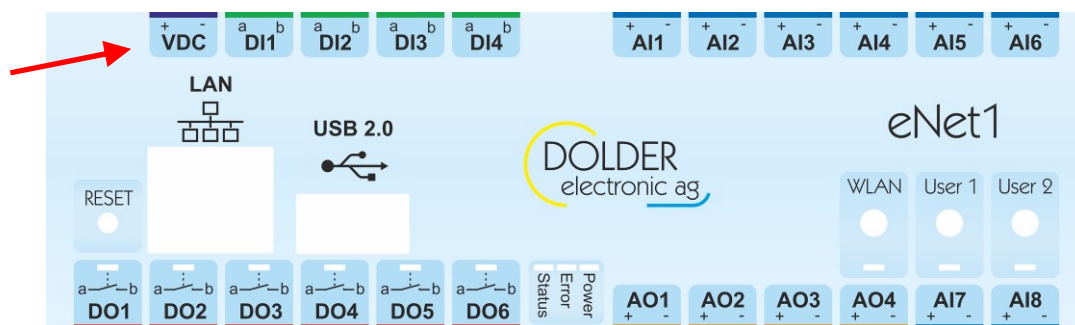 + - a b a b a b a b + - + - + - + - + - + -
VDC DI1 DI2 DI3 DI4 AI1 AI2 AI3 AI4 AI5 AI6
LAN
USB 2.0
eNet1
DOLDER
electronic ag
RESET
WLAN User 1 User 2
a b a b a b a b a b a b
DO1 DO2 DO3 DO4 DO5 DO6
Status
Error
Power
AO1 AO2 AO3 AO4 AI7 AI8
+ - + - + - + - + - + -